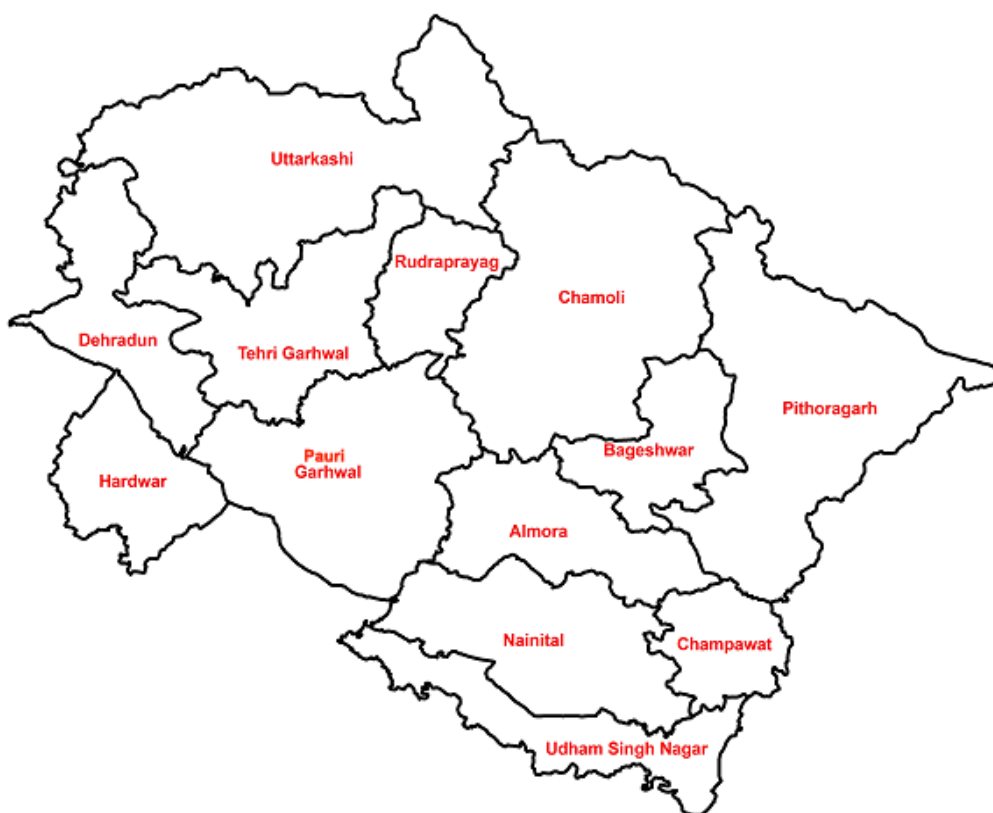 Uttarkashi
Rudraprayag
Chamoli
Dehradun
Tehri Garhwal
Pithoragarh
Pauri
Garhwal
Bageshwar
Hardwar
Almora
Nainital
Champawat
Udham Singh Nagar